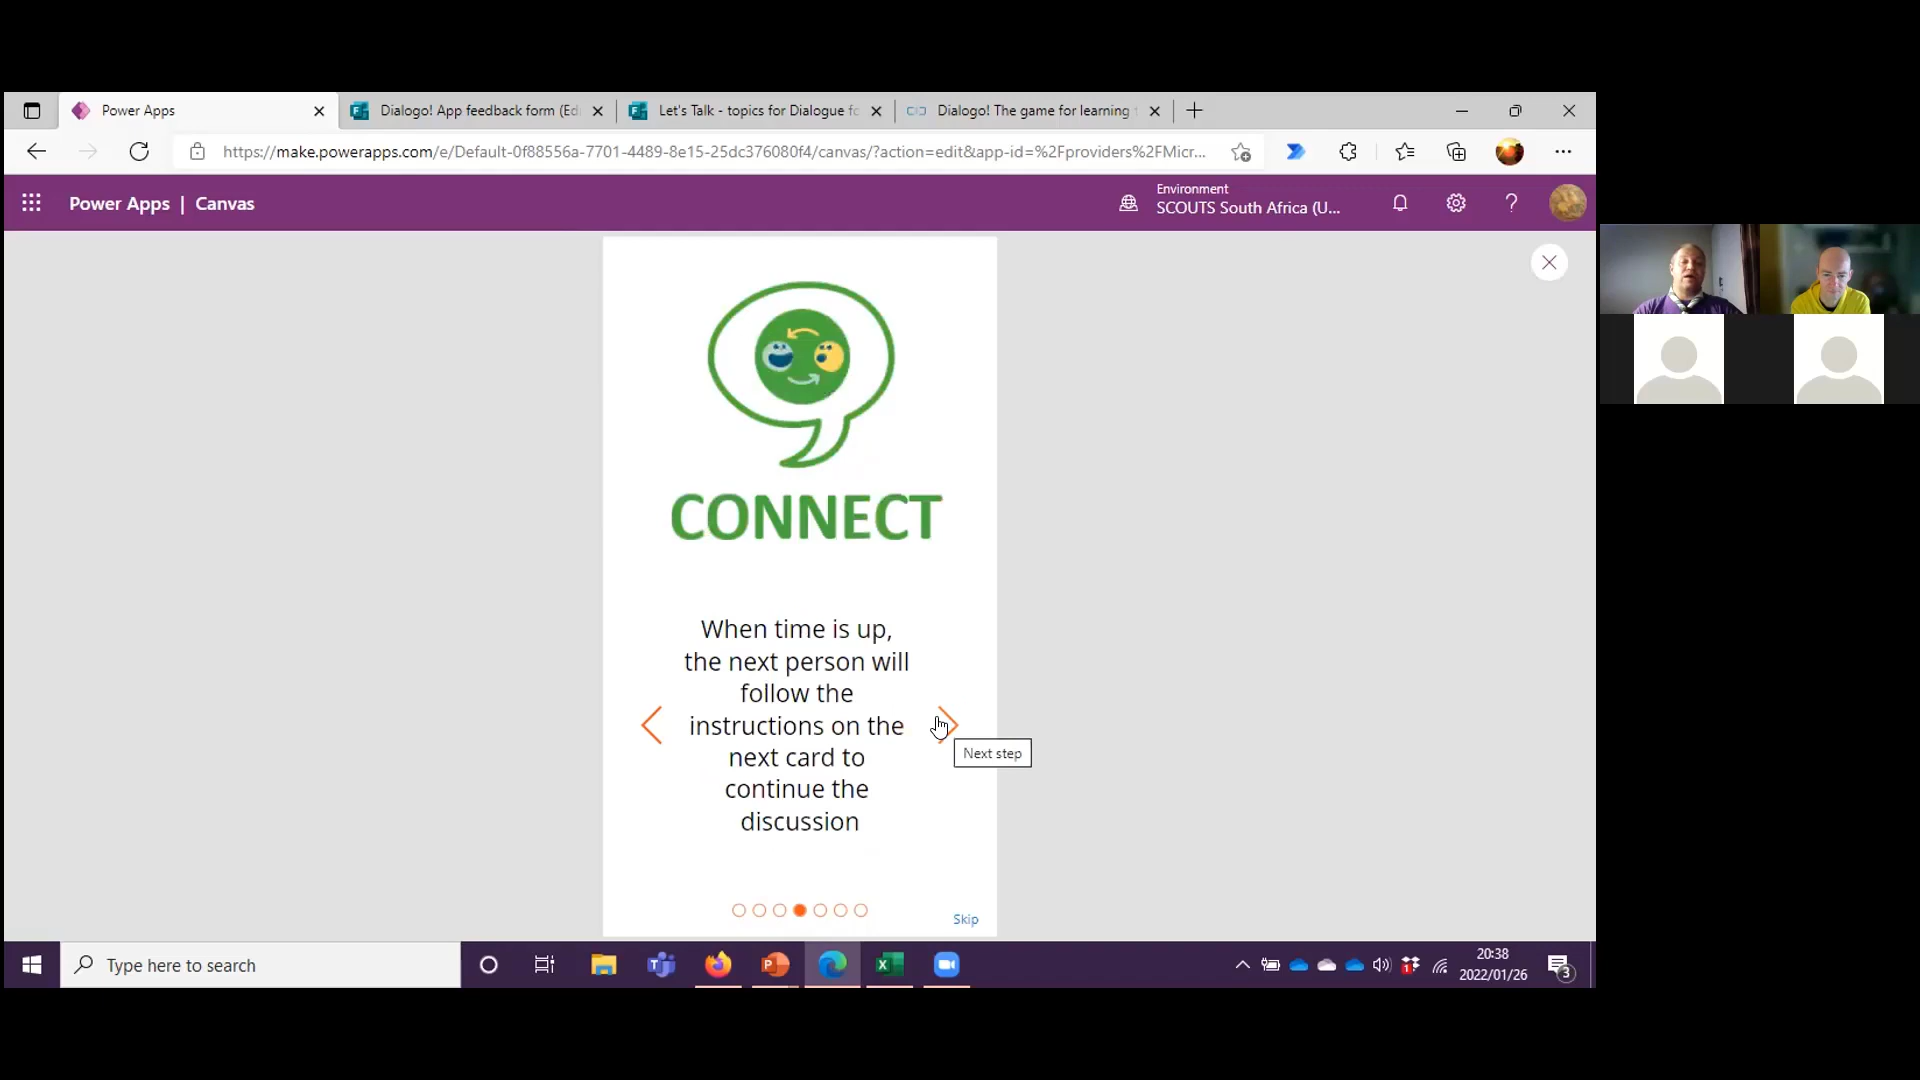 Power Apps
Dialogo! App feedback form (Ed
Let's Talk - topics for Dialogue fo
Dialogo! The game for learning
https://make.powerapps.com/e/Default-0f88556a-7701-4489-8e15-25dc376080f4/canvas/?action=edit&app-id=%2Fproviders%2FMicr...
Power Apps | Canvas
Environment
SCOUTS South Africa (U...
CONNECT
When time is up,
the next person will
follow the
instructions on the
next card to
continue the
discussion
Next step
Skip
Type here to search
20:38
2022/01/26
3